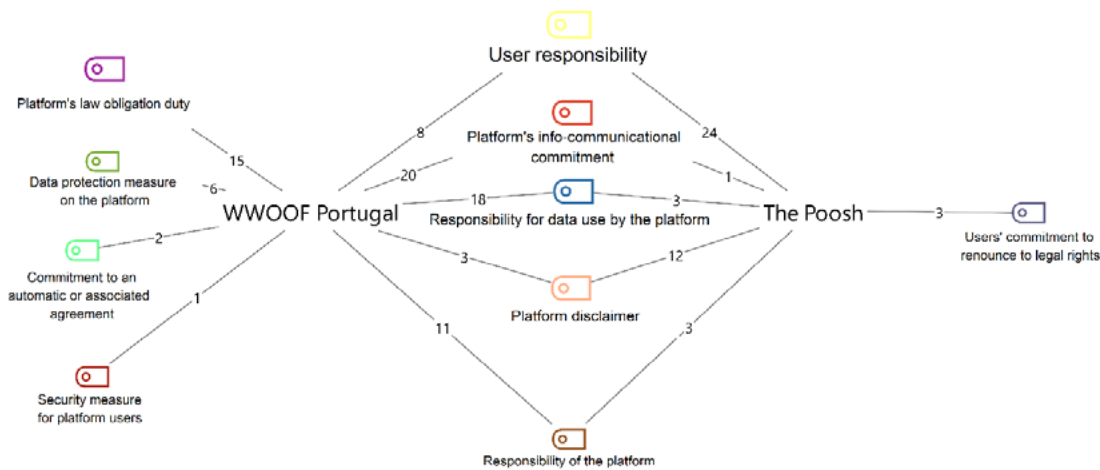 User responsibility
Platform's law obligation duty
8
24
Platform's info-communicational
commitment
15
20
1
Data protection measure
on the platform
6
18
3
WWOOF Portugal
Responsibility for data use by the platform
The Poosh
3
2
Users' commitment to
renounce to legal rights
3
12
Commitment to an
automatic or associated
agreement
1
Platform disclaimer
11
3
Security measure
for platform users
Responsibility of the platform